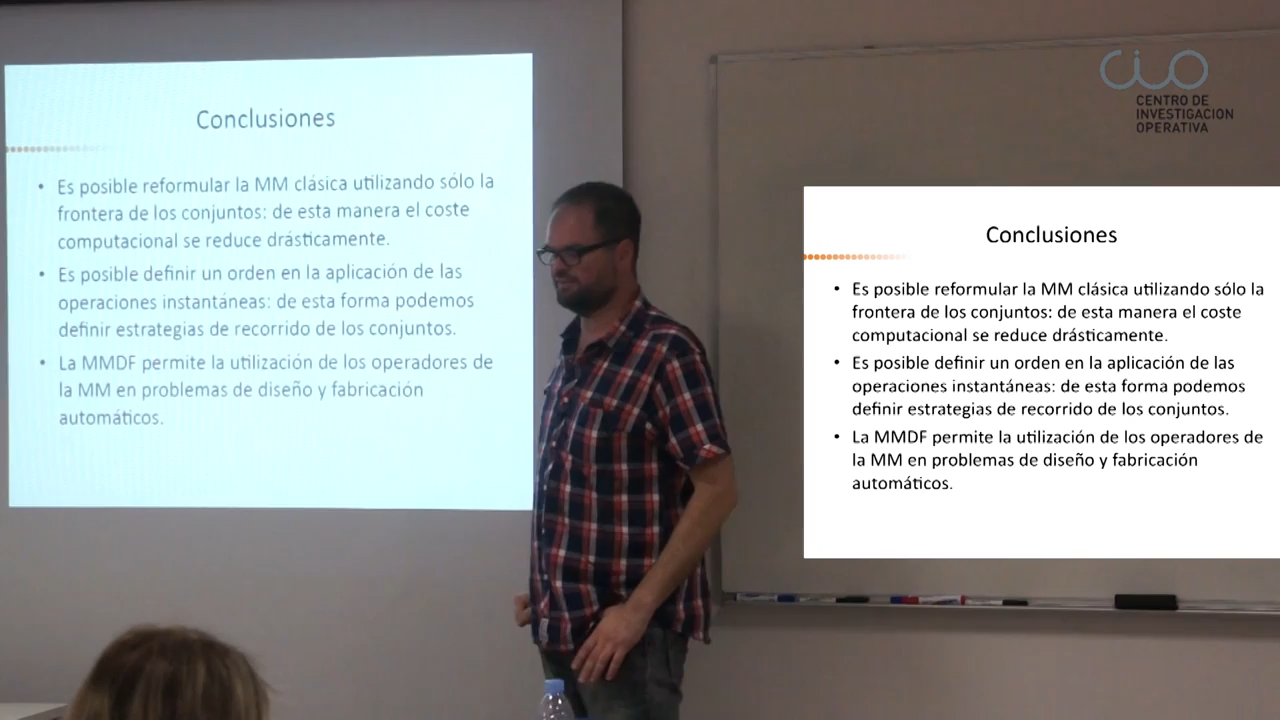 Conclusiones
• Es posible reformular la MM clásica utilizando sólo la
frontera de los conjuntos: de esta manera el coste
computacional se reduce drásticamente.
• Es posible definir un orden en la aplicación de las
operaciones instantáneas: de esta forma podemos
definir estrategias de recorrido de los conjuntos.
• La MMDF permite la utilización de los operadores de
la MM en problemas de diseño y fabricación
automáticos.
CIO
CENTRO DE
INVESTIGACION
OPERATIVA
Conclusiones
• Es posible reformular la MM clásica utilizando sólo la
frontera de los conjuntos: de esta manera el coste
computacional se reduce drásticamente.
• Es posible definir un orden en la aplicación de las
operaciones instantáneas: de esta forma podemos
definir estrategias de recorrido de los conjuntos.
• La MMDF permite la utilización de los operadores de
la MM en problemas de diseño y fabricación
automáticos.